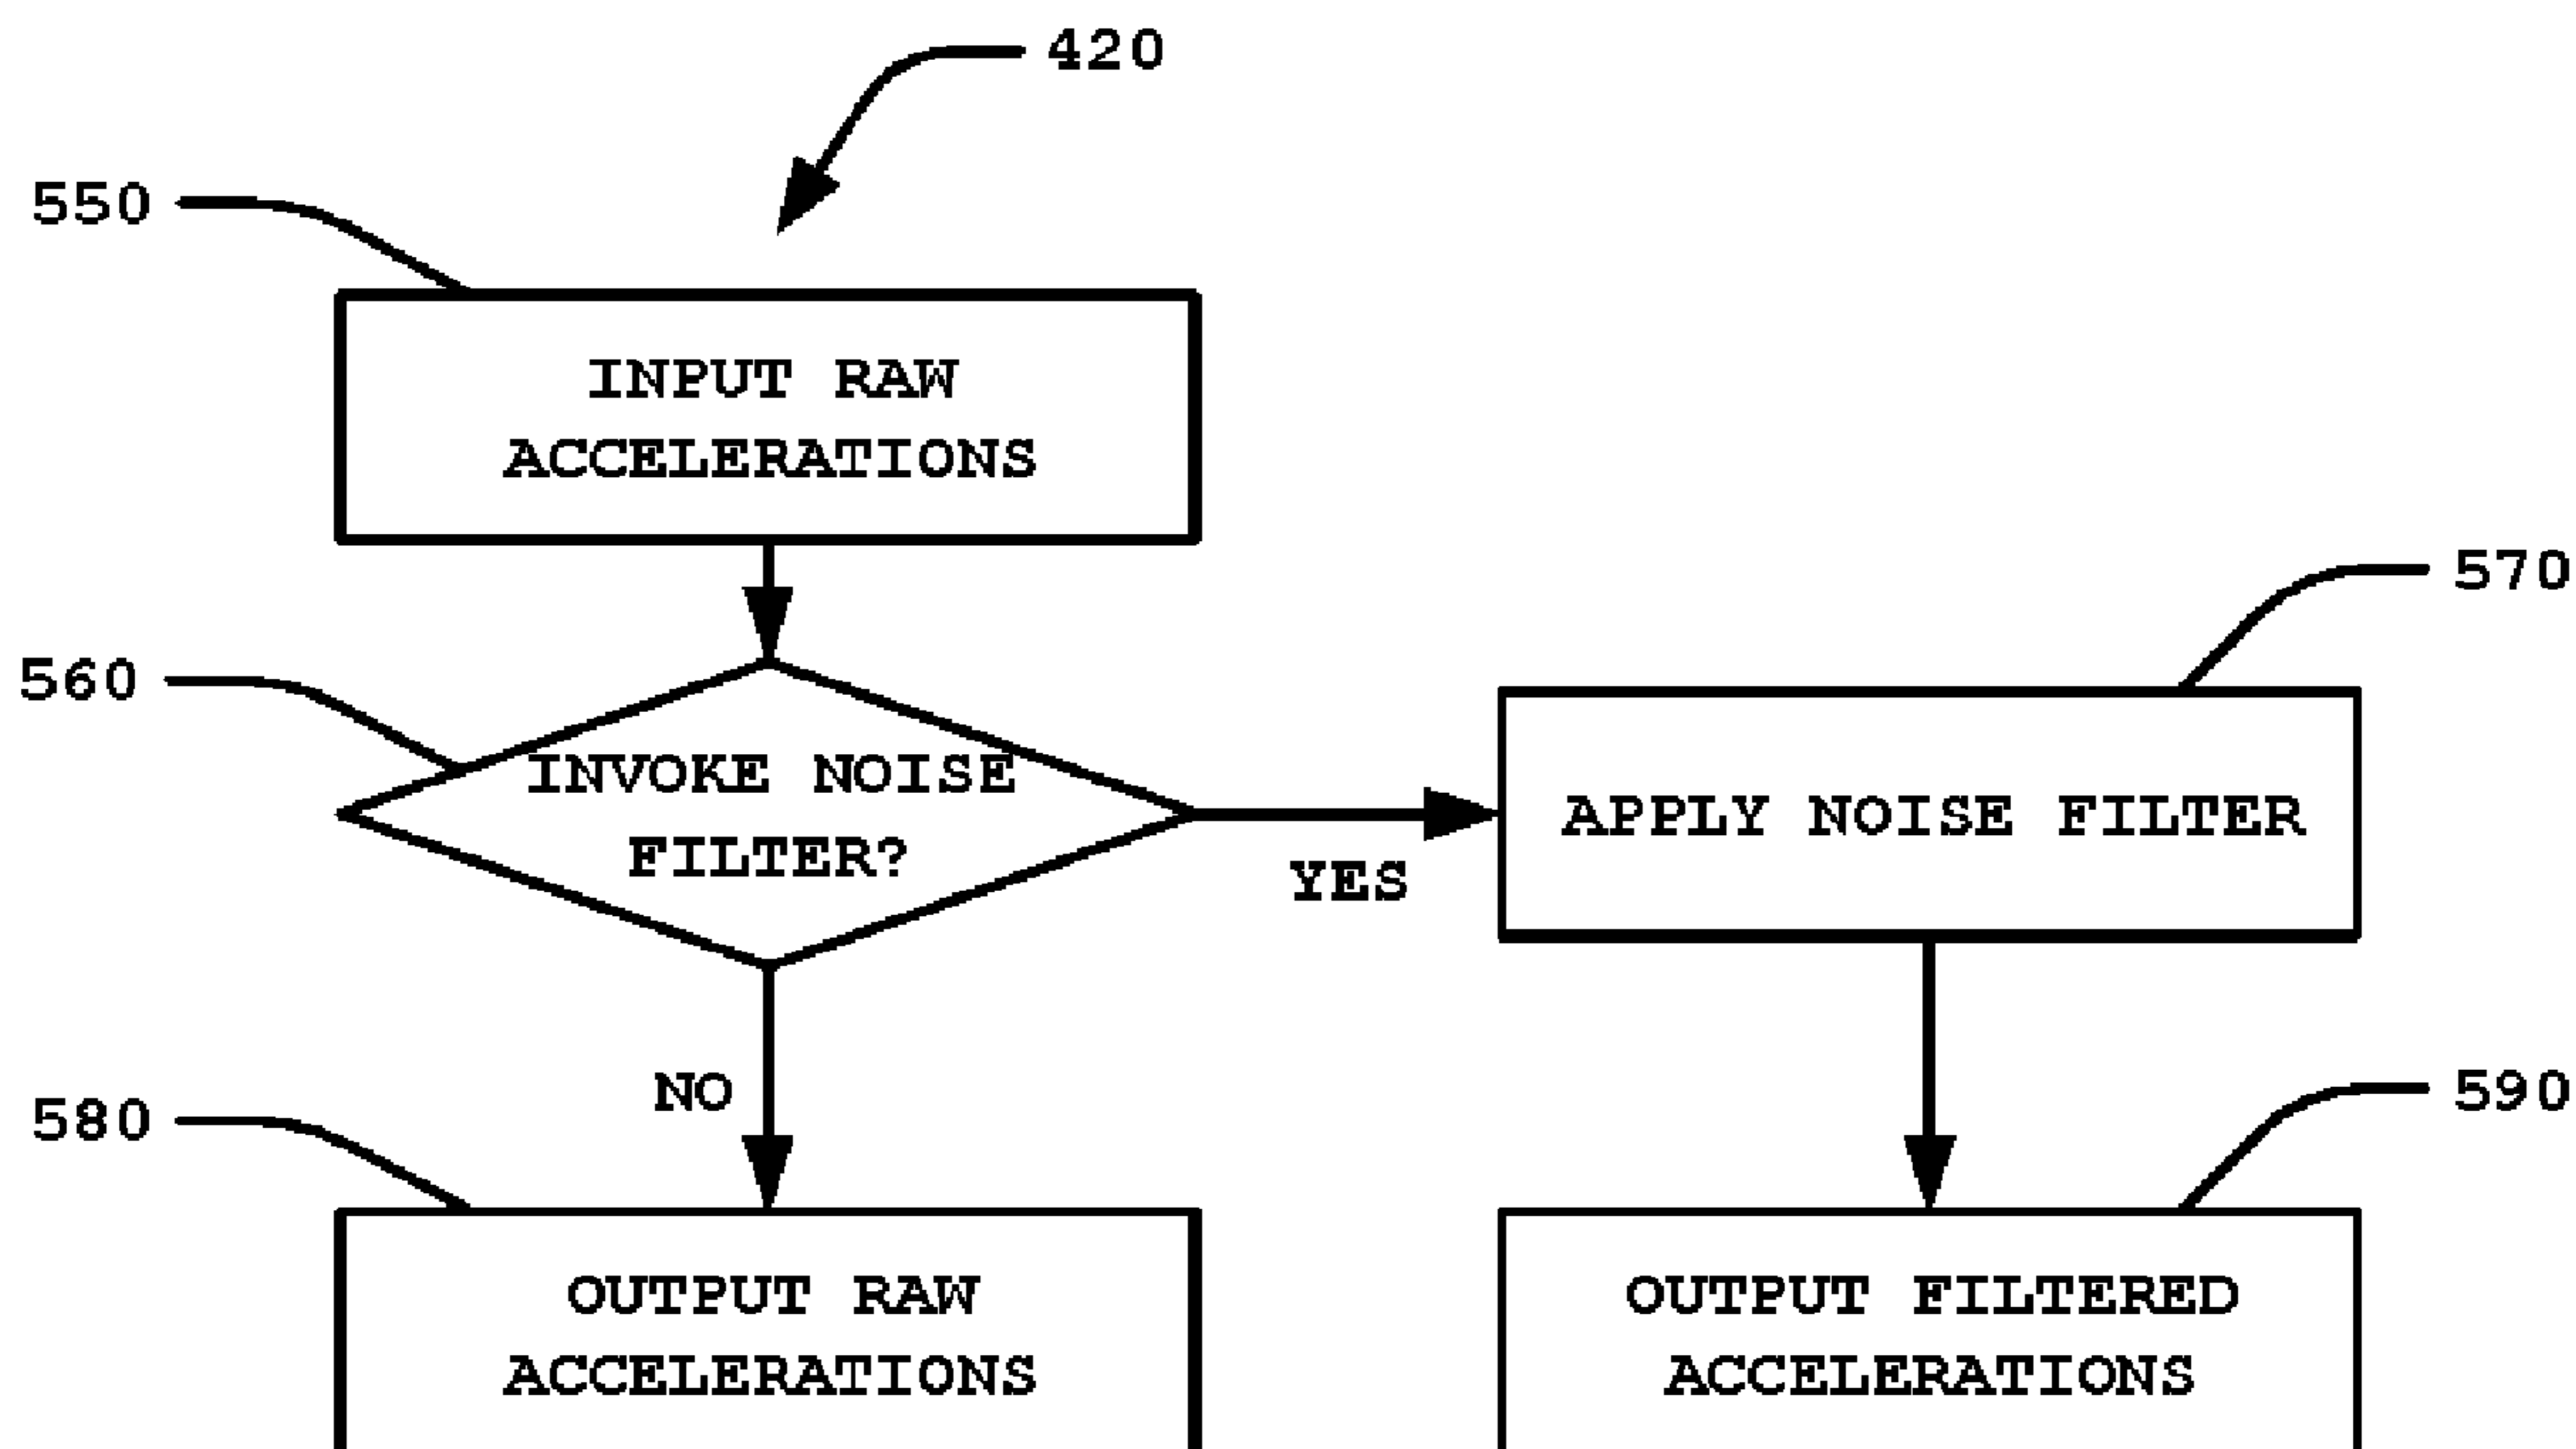 420
550
INPUT RAW
ACCELERATIONS
570
560
INVOKE NOISE
FILTER?
APPLY NOISE FILTER
YES
NO
580
590
OUTPUT RAW
ACCELERATIONS
OUTPUT FILTERED
ACCELERATIONS